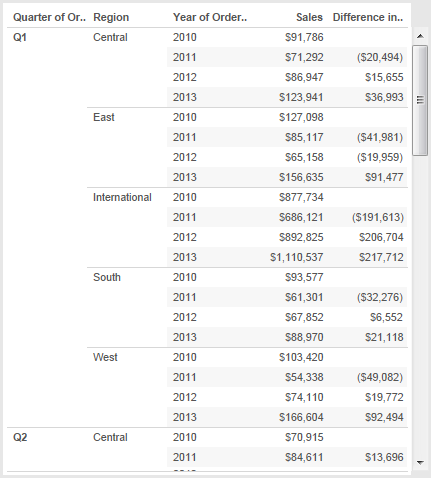 Quarter of Or.. Region Year of Order.. Sales Difference in..
Q1 Central 2010 $91,786
2011 $71,292 ($20,494)
2012 $86,947 $15,655
2013 $123,941 $36,993
East 2010 $127,098
2011 $85,117 ($41,981)
2012 $65,158 ($19,959)
2013 $156,635 $91,477
International 2010 $877,734
2011 $686,121 ($191,613)
2012 $892,825 $206,704
2013 $1,110,537 $217,712
South 2010 $93,577
2011 $61,301 ($32,276)
2012 $67,852 $6,552
2013 $88,970 $21,118
West 2010 $103,420
2011 $54,338 ($49,082)
2012 $74,110 $19,772
2013 $166,604 $92,494
Q2 Central 2010 $70,915
2011 $84,611 $13,696